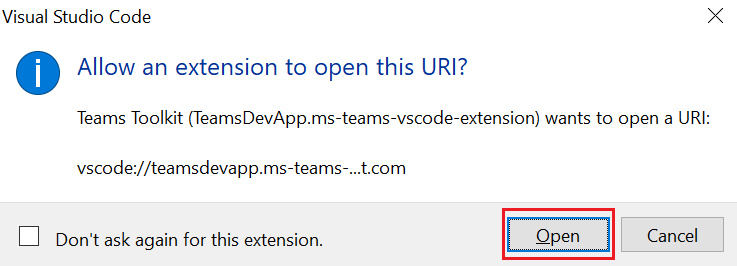 Visual Studio Code
Allow an extension to open this URI?
Teams Toolkit (TeamsDevApp.ms-teams-vscode-extension) wants to open a URI:
vscode://teamsdevapp.ms-teams-...t.com
Don't ask again for this extension.
Open
Cancel